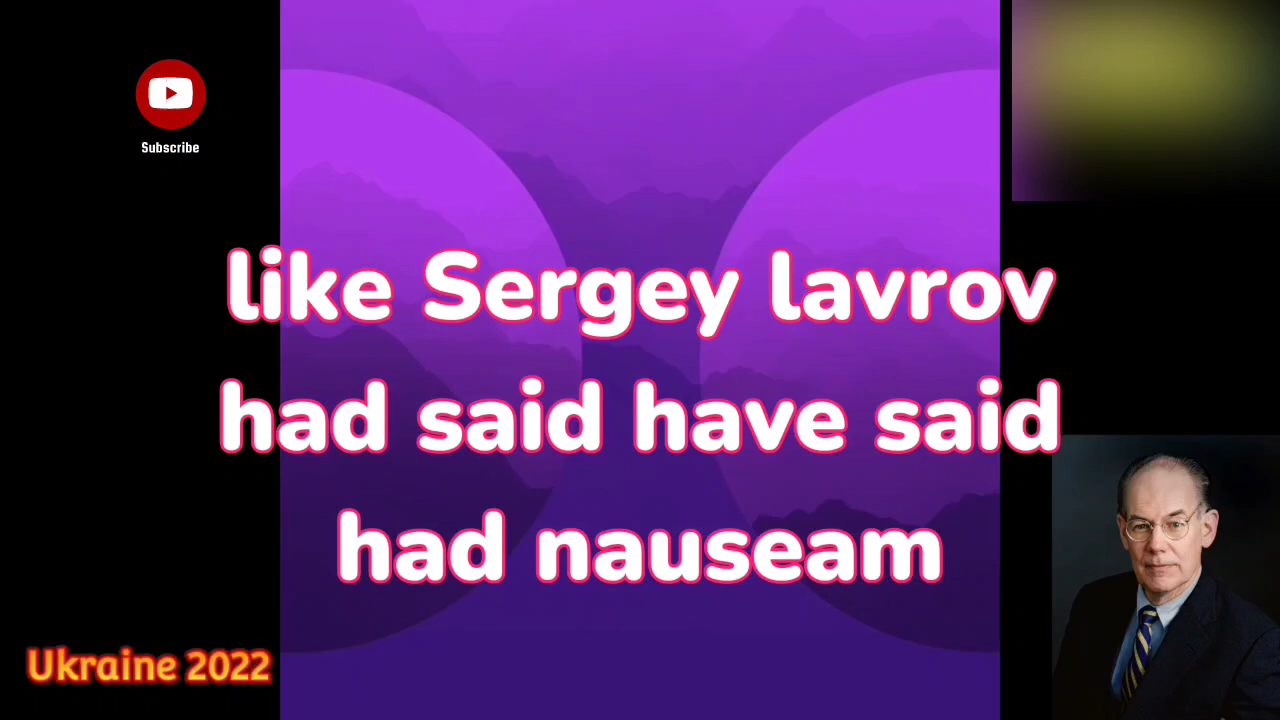 Subscribe
like Sergey lavrov
had said have said
had nauseam
Ukraine 2022